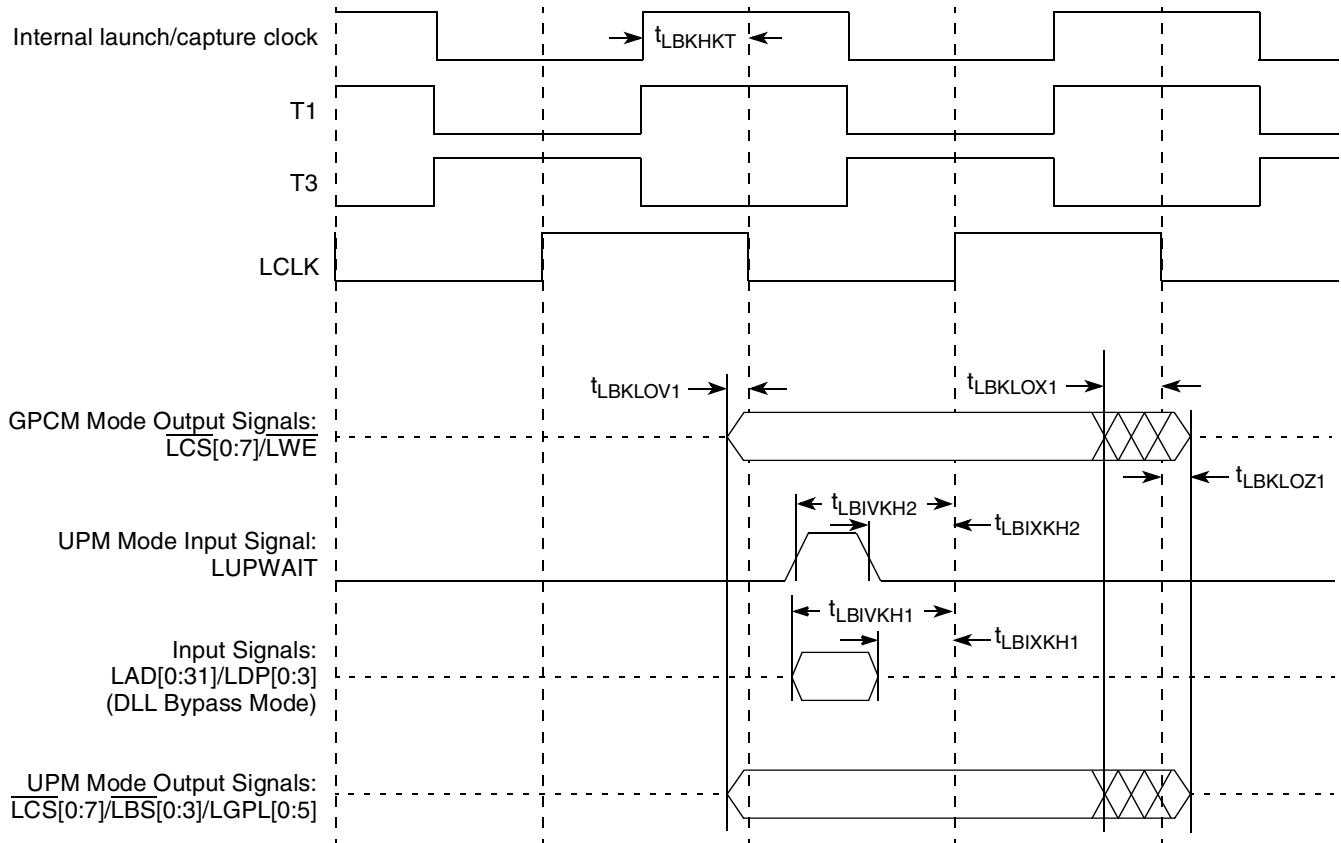 Internal launch/capture clock
tLBKHKT
T1
T3
LCLK
tLBKLOV1
tLBKLOX1
GPCM Mode Output Signals:
LCS[0:7]/LWE
tLBKLOZ1
tLBIVKH2
tLBIXKH2
UPM Mode Input Signal:
LUPWAIT
tLBIVKH1
tLBIXKH1
Input Signals:
LAD[0:31]/LDP[0:3]
(DLL Bypass Mode)
UPM Mode Output Signals:
LCS[0:7]/LBS[0:3]/LGPL[0:5]